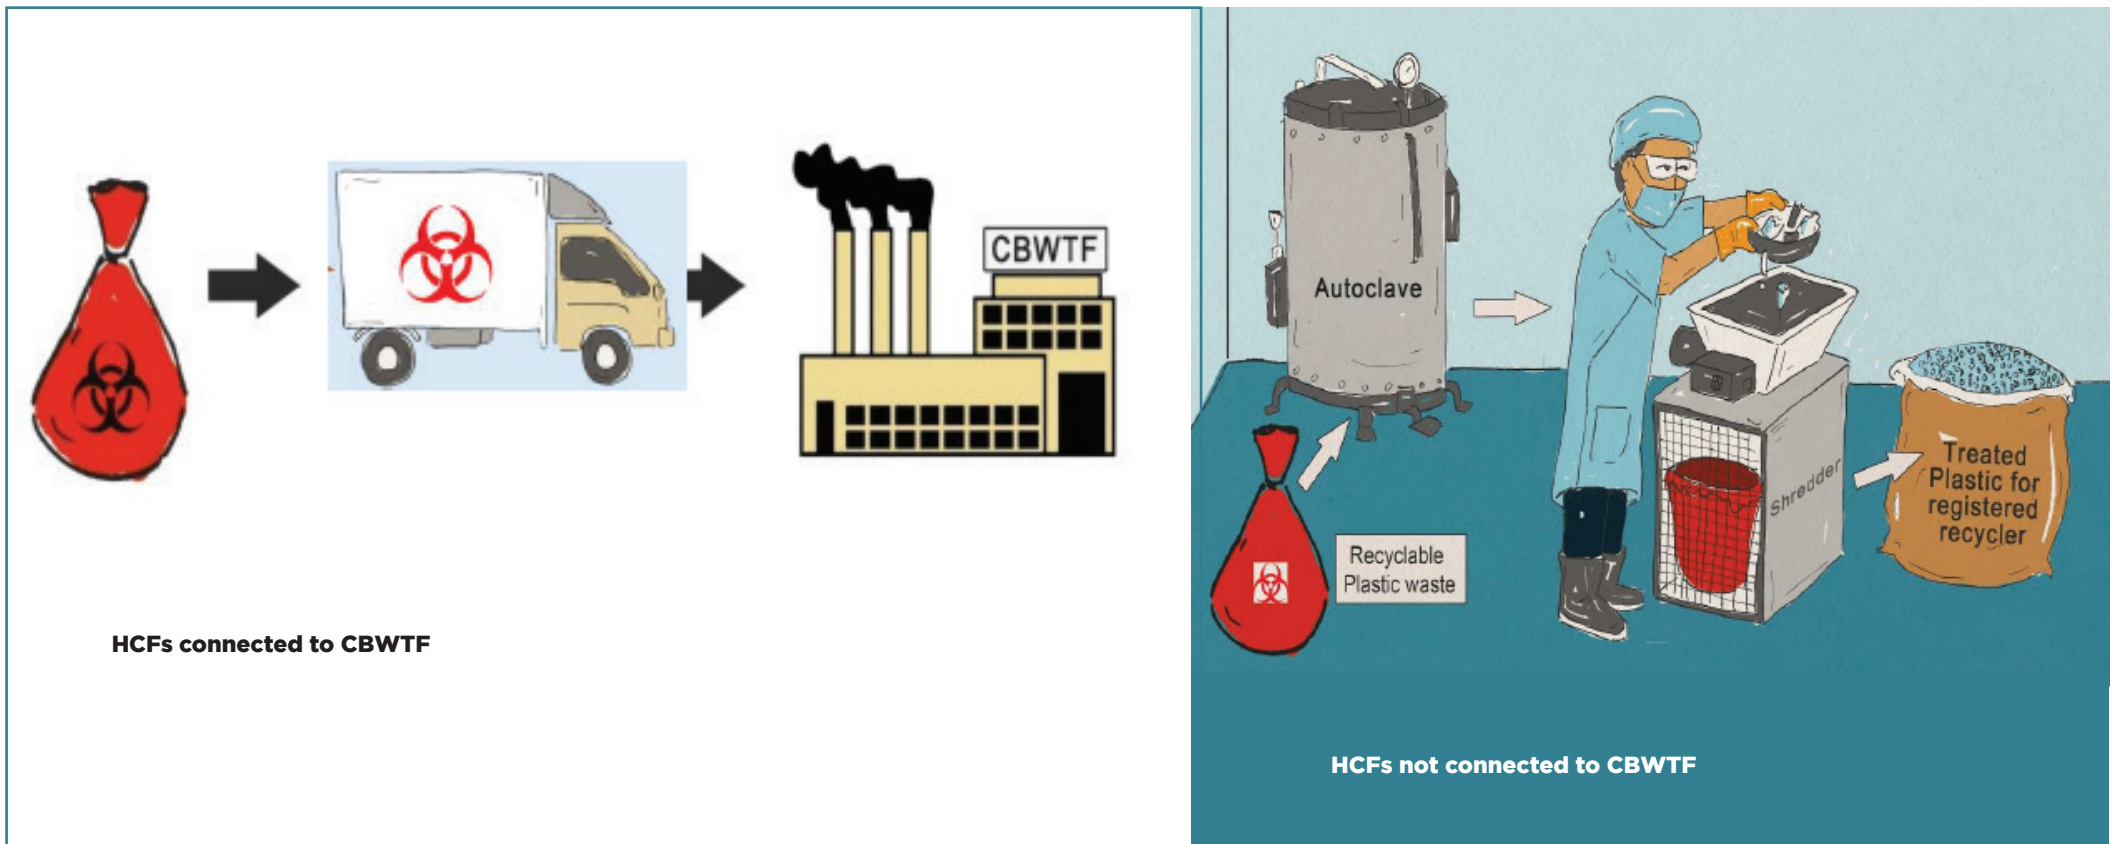 CBWTF
HCFs connected to CBWTF
Autoclave
Recyclable
Plastic waste
Shredder
Treated
Plastic for
registered
recycler
HCFs not connected to CBWTF